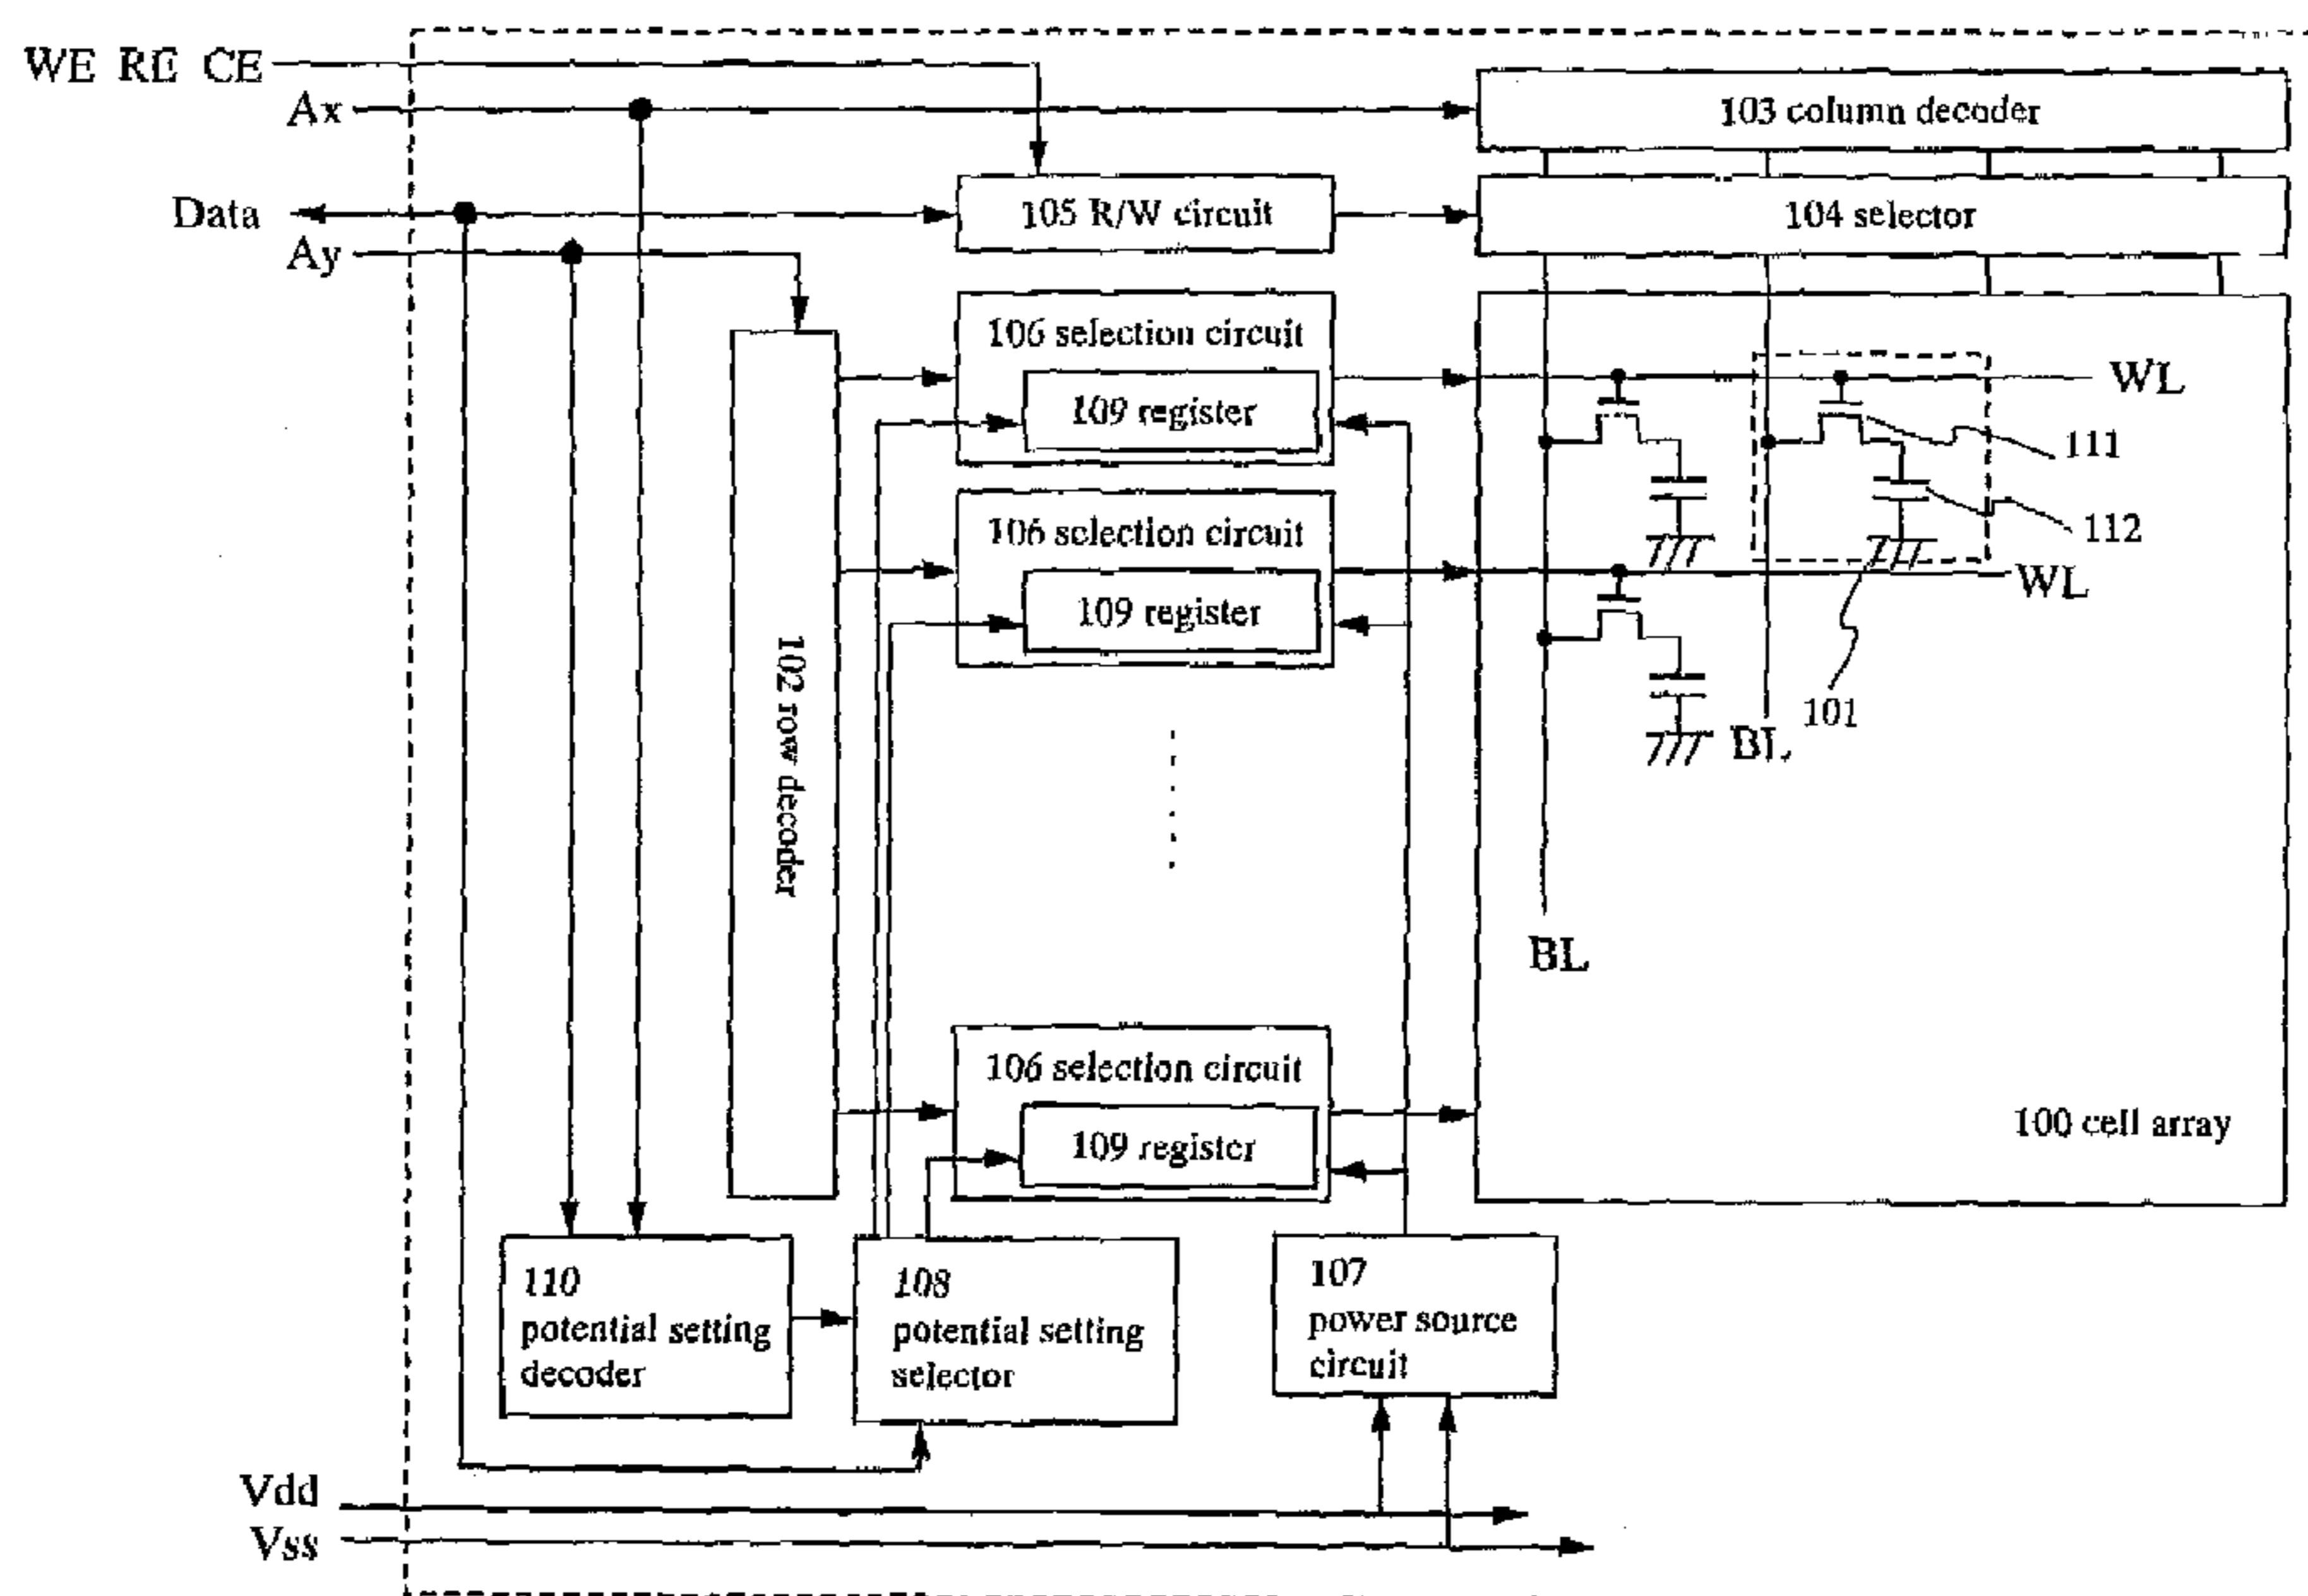 WE RE CE
Ax
103 column decoder
Data
105 R/W circuit
104 selector
Ay
106 selection circuit
109 register
WL
111
106 selection circuit
109 register
112
WL
102 row decoder
101
BL
BL
106 selection circuit
109 register
100 cell array
110
potential setting
decoder
108
potential setting
selector
107
power source
circuit
Vdd
Vss